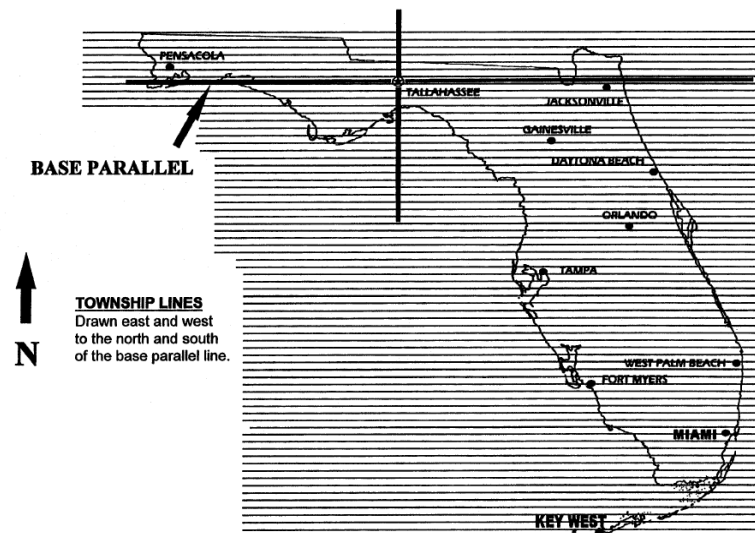 PENSACOLA
TALLAHASSEE
JACKSONVILLE
GAINESVILLE
BASE PARALLEL
DAYTONA BEACH
ORLANDO
TAMPA
TOWNSHIP LINES
Drawn east and west
to the north and south
of the base parallel line.
N
WEST PALM BEACH
FORT MYERS
MIAMI
KEY WEST